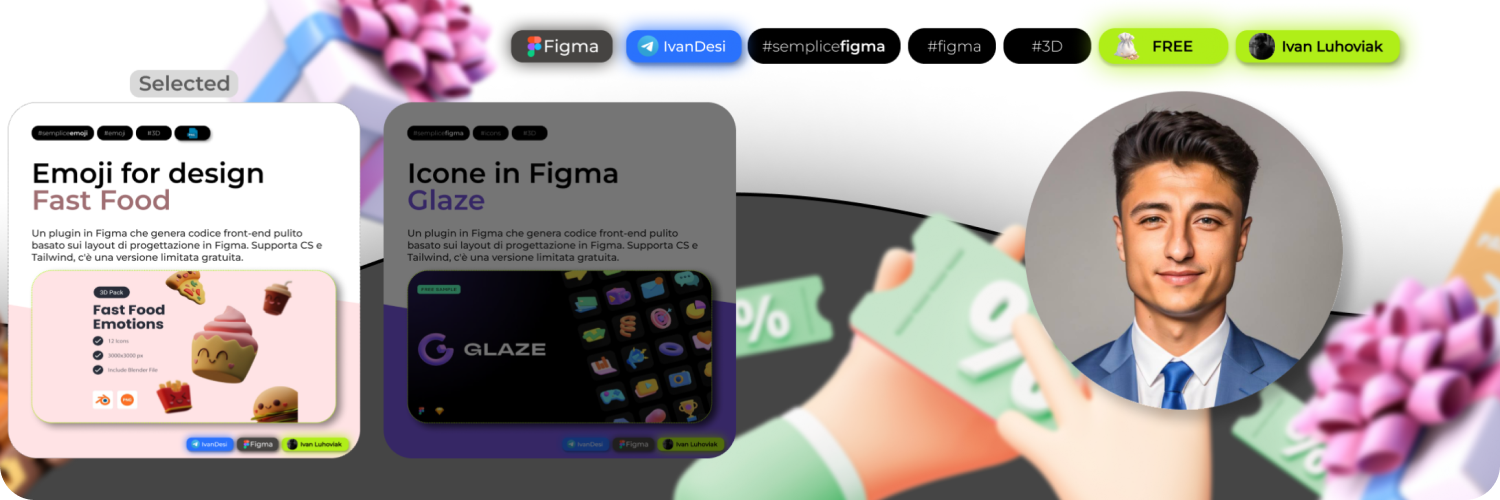 Figma
IvanDesi
#semplicefigma
#figma
#3D
FREE
Ivan Luhoviak
Selected
#sempliceemoji
#emoji
#3D
Emoji for design
Fast Food
Un plugin in Figma che genera codice front-end pulito
basato sui layout di progettazione in Figma. Supporta CS e
Tailwind, c'è una versione limitata gratuita.
3D Pack
Fast Food
Emotions
12 Icons
3000x3000 px
Include Blender File
PNG
IvanDesi
Figma
Ivan Luhoviak
#semplicefigma
#icons
#3D
Icone in Figma
Glaze
Un plugin in Figma che genera codice front-end pulito
basato sui layout di progettazione in Figma. Supporta CS e
Tailwind, c'è una versione limitata gratuita.
FREE SAMPLE
GLAZE
IvanDesi
Figma
Ivan Luhoviak
%
%
%